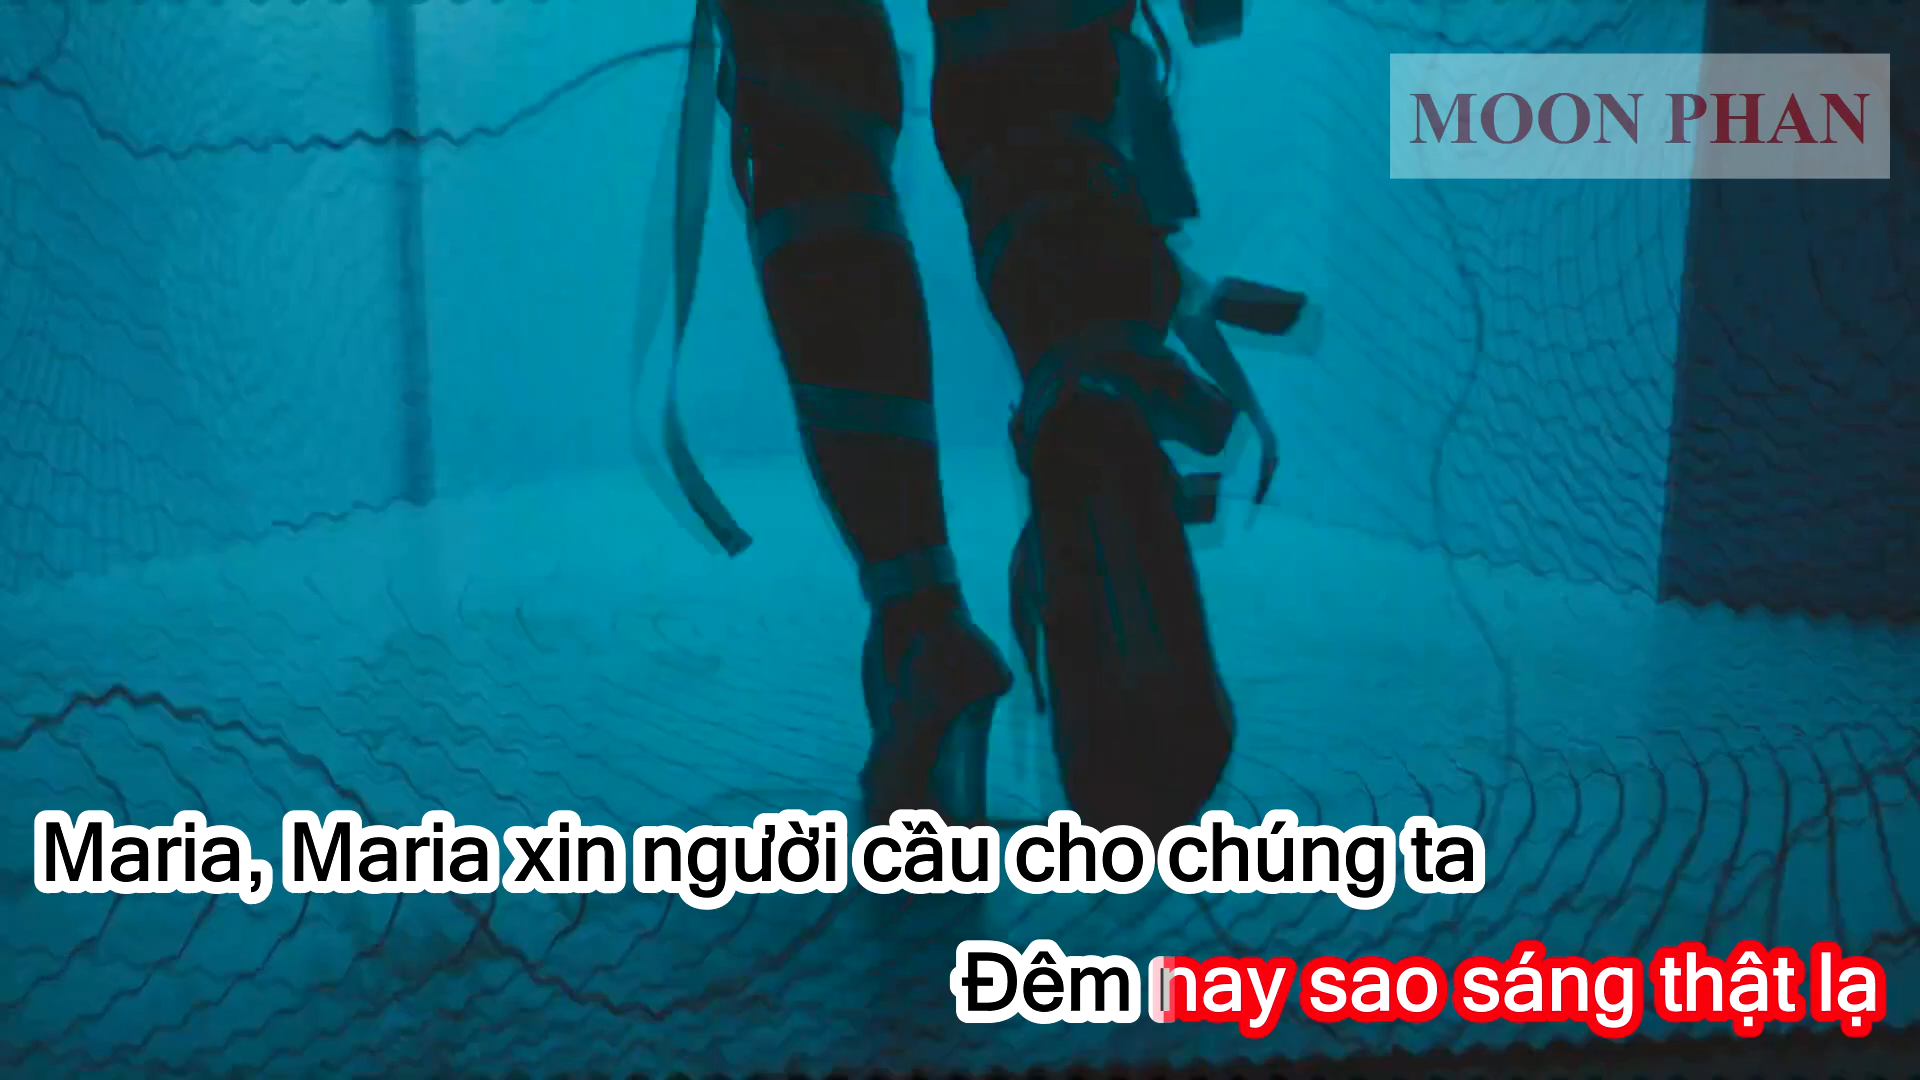 MOON PHAN
Maria, Maria xin người cầu cho chúng ta
Đêm nay sao sáng thật lạ